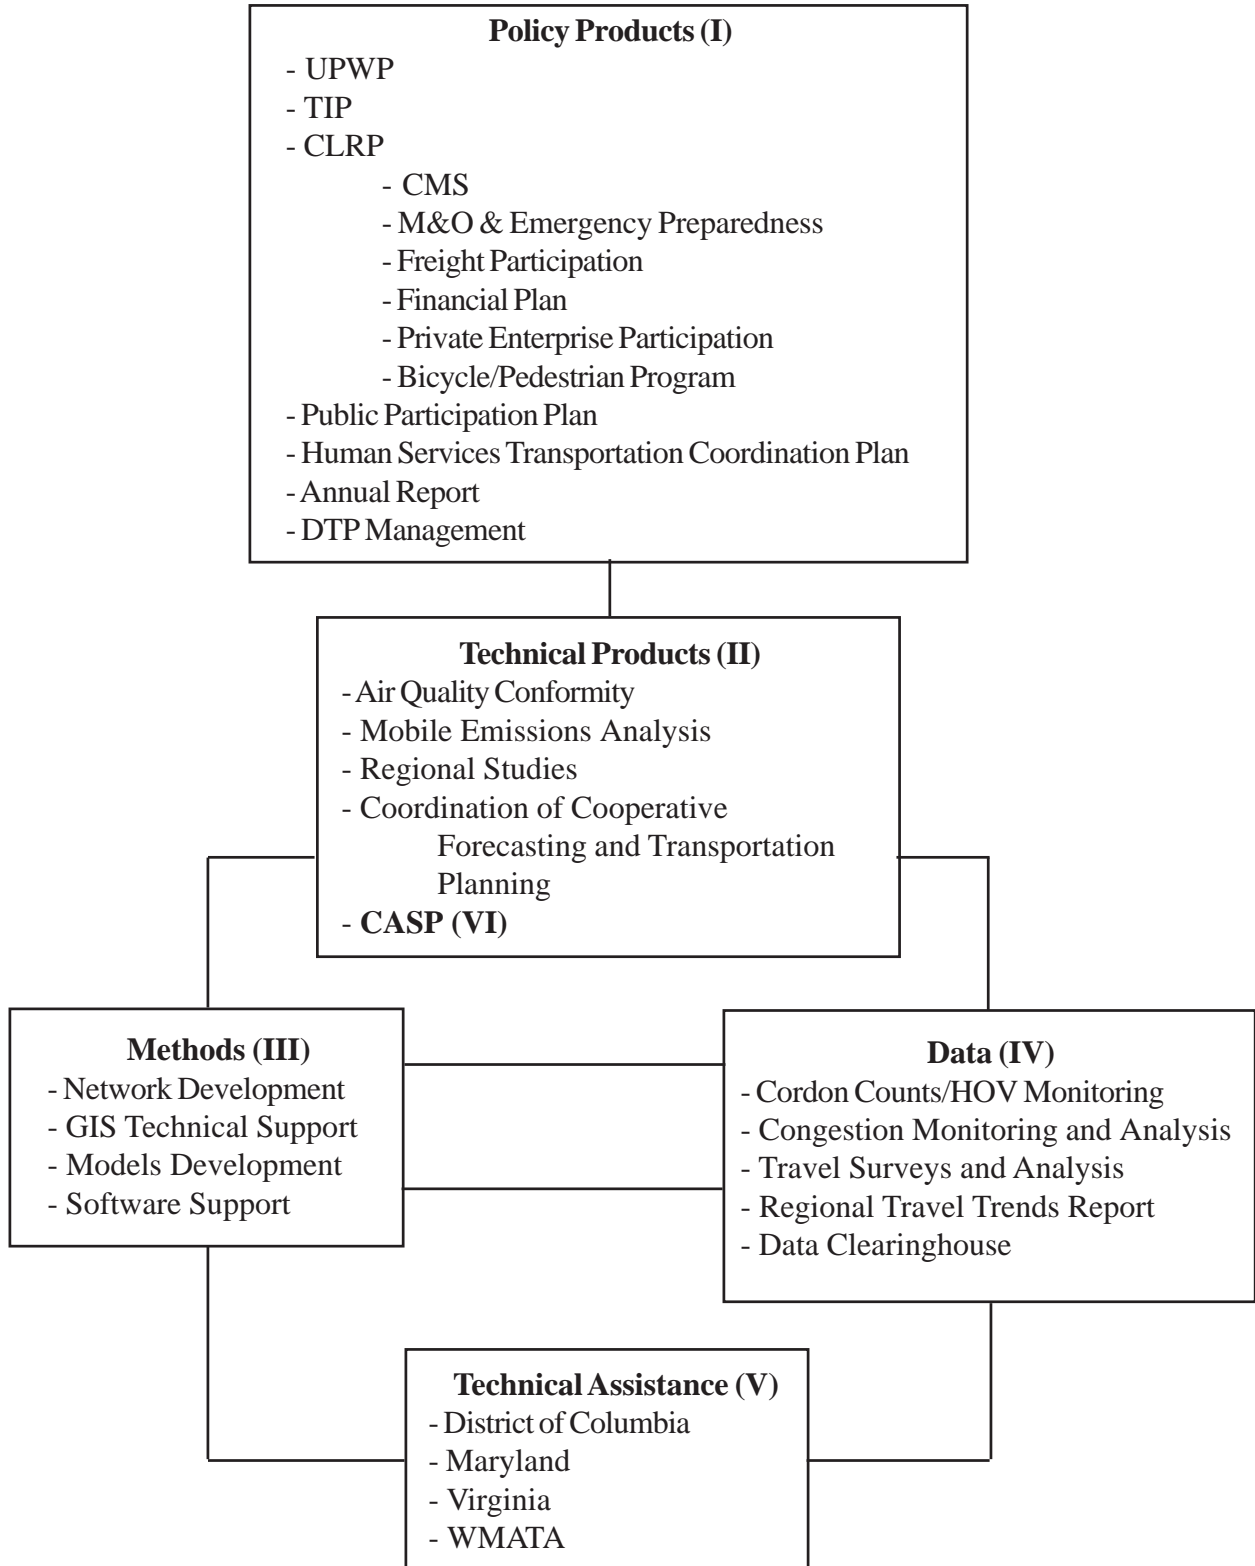 Policy Products (I)
- UPWP
- TIP
- CLRP
- CMS
- M&O & Emergency Preparedness
- Freight Participation
- Financial Plan
- Private Enterprise Participation
- Bicycle/Pedestrian Program
- Public Participation Plan
- Human Services Transportation Coordination Plan
- Annual Report
- DTP Management
Technical Products (II)
- Air Quality Conformity
- Mobile Emissions Analysis
- Regional Studies
- Coordination of Cooperative
Forecasting and Transportation
Planning
- CASP (VI)
Methods (III)
- Network Development
- GIS Technical Support
- Models Development
- Software Support
Data (IV)
- Cordon Counts/HOV Monitoring
- Congestion Monitoring and Analysis
- Travel Surveys and Analysis
- Regional Travel Trends Report
- Data Clearinghouse
Technical Assistance (V)
- District of Columbia
- Maryland
- Virginia
- WMATA